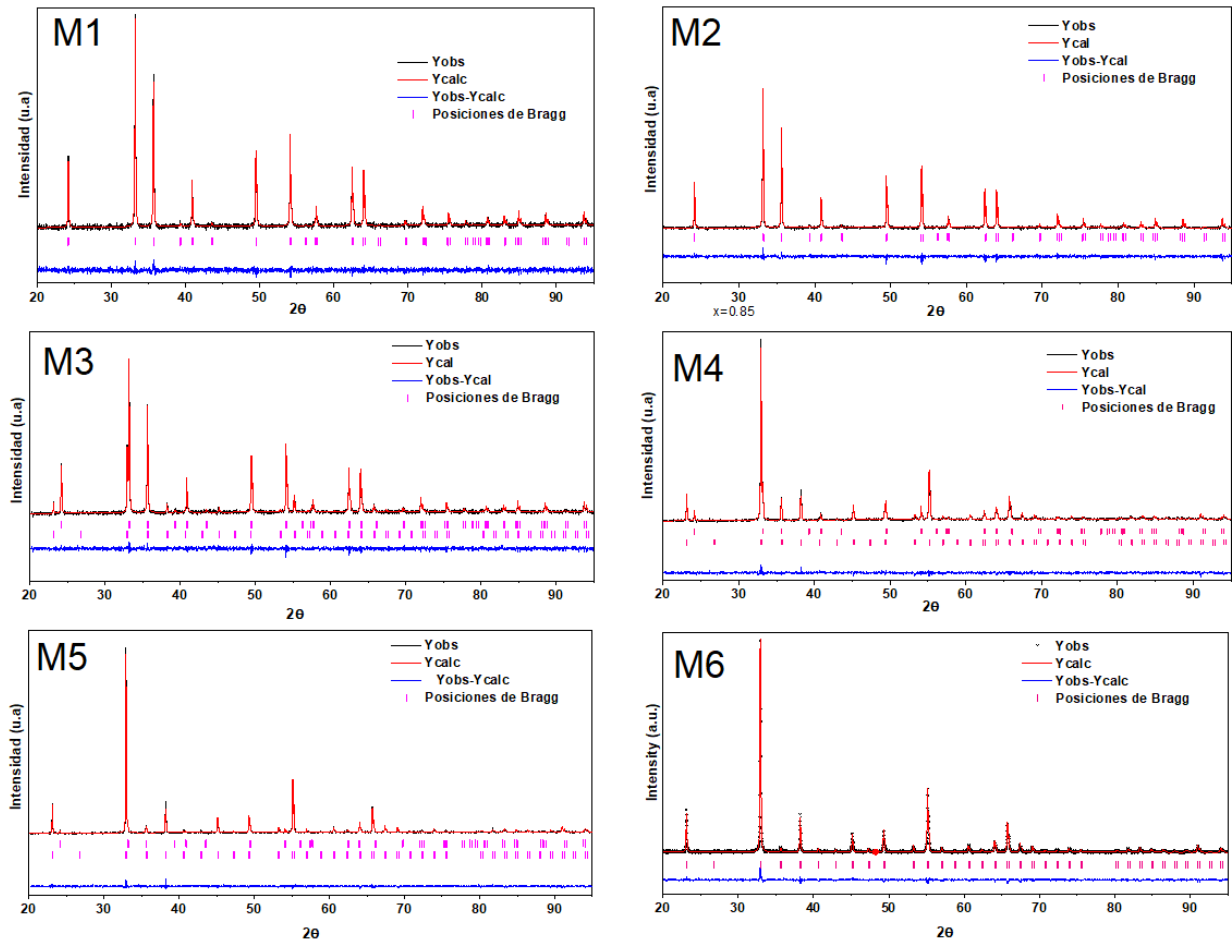 M1
Yobs
Ycalc
Yobs-Ycalc
Posiciones de Bragg
Intensidad (u.a)
20 30 40 50 60 70 80 90
2θ
M2
Yobs
Ycal
Yobs-Ycal
Posiciones de Bragg
Intensidad (u.a)
20 30 40 50 60 70 80 90
x=0.85
2θ
M3
Yobs
Ycal
Yobs-Ycal
Posiciones de Bragg
Intensidad (u.a)
20 30 40 50 60 70 80 90
2θ
M4
Yobs
Ycal
Yobs-Ycal
Posiciones de Bragg
Intensidad (u.a)
20 30 40 50 60 70 80 90
2θ
M5
Yobs
Ycalc
Yobs-Ycalc
Posiciones de Bragg
Intensidad (u.a)
20 30 40 50 60 70 80 90
2θ
M6
Yobs
Ycalc
Yobs-Ycalc
Posiciones de Bragg
Intensity (a.u.)
20 30 40 50 60 70 80 90
2θ